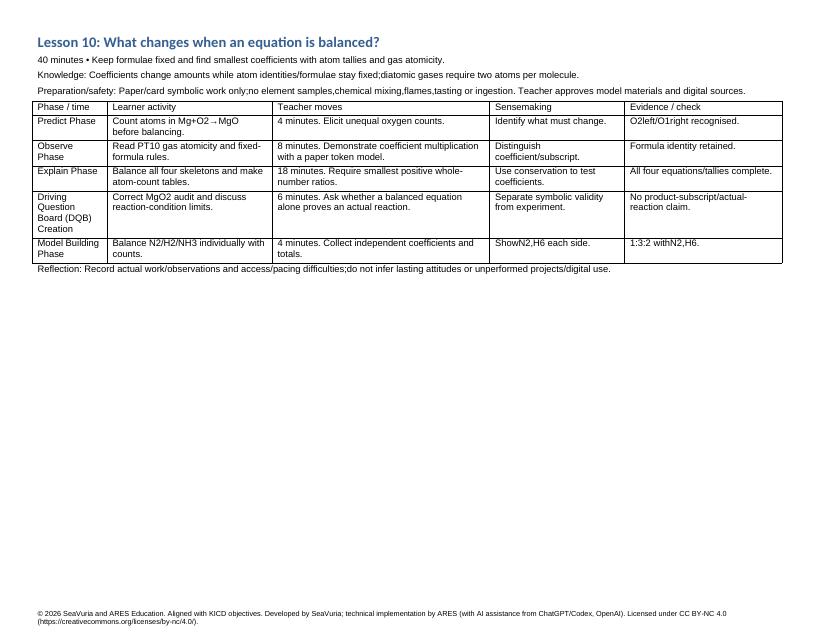 Lesson 10: What changes when an equation is balanced?
40 minutes • Keep formulae fixed and find smallest coefficients with atom tallies and gas atomicity.
Knowledge: Coefficients change amounts while atom identities/formulae stay fixed;diatomic gases require two atoms per molecule.
Preparation/safety: Paper/card symbolic work only;no element samples,chemical mixing,flames,tasting or ingestion. Teacher approves model materials and digital sources.
Phase / time
Learner activity
Teacher moves
Sensemaking
Evidence / check
Predict Phase
Count atoms in Mg+O2→MgO
before balancing.
4 minutes. Elicit unequal oxygen counts.
Identify what must change.
O2left/O1right recognised.
Observe
Phase
Read PT10 gas atomicity and fixed-
formula rules.
8 minutes. Demonstrate coefficient multiplication
with a paper token model.
Distinguish
coefficient/subscript.
Formula identity retained.
Explain Phase
Balance all four skeletons and make
atom-count tables.
18 minutes. Require smallest positive whole-
number ratios.
Use conservation to test
coefficients.
All four equations/tallies complete.
Driving
Question
Board (DQB)
Creation
Correct MgO2 audit and discuss
reaction-condition limits.
6 minutes. Ask whether a balanced equation
alone proves an actual reaction.
Separate symbolic validity
from experiment.
No product-subscript/actual-
reaction claim.
Model Building
Phase
Balance N2/H2/NH3 individually with
counts.
4 minutes. Collect independent coefficients and
totals.
ShowN2,H6 each side.
1:3:2 withN2,H6.
Reflection: Record actual work/observations and access/pacing difficulties;do not infer lasting attitudes or unperformed projects/digital use.
© 2026 SeaVuria and ARES Education. Aligned with KICD objectives. Developed by SeaVuria; technical implementation by ARES (with AI assistance from ChatGPT/Codex, OpenAI). Licensed under CC BY-NC 4.0
(https://creativecommons.org/licenses/by-nc/4.0/).